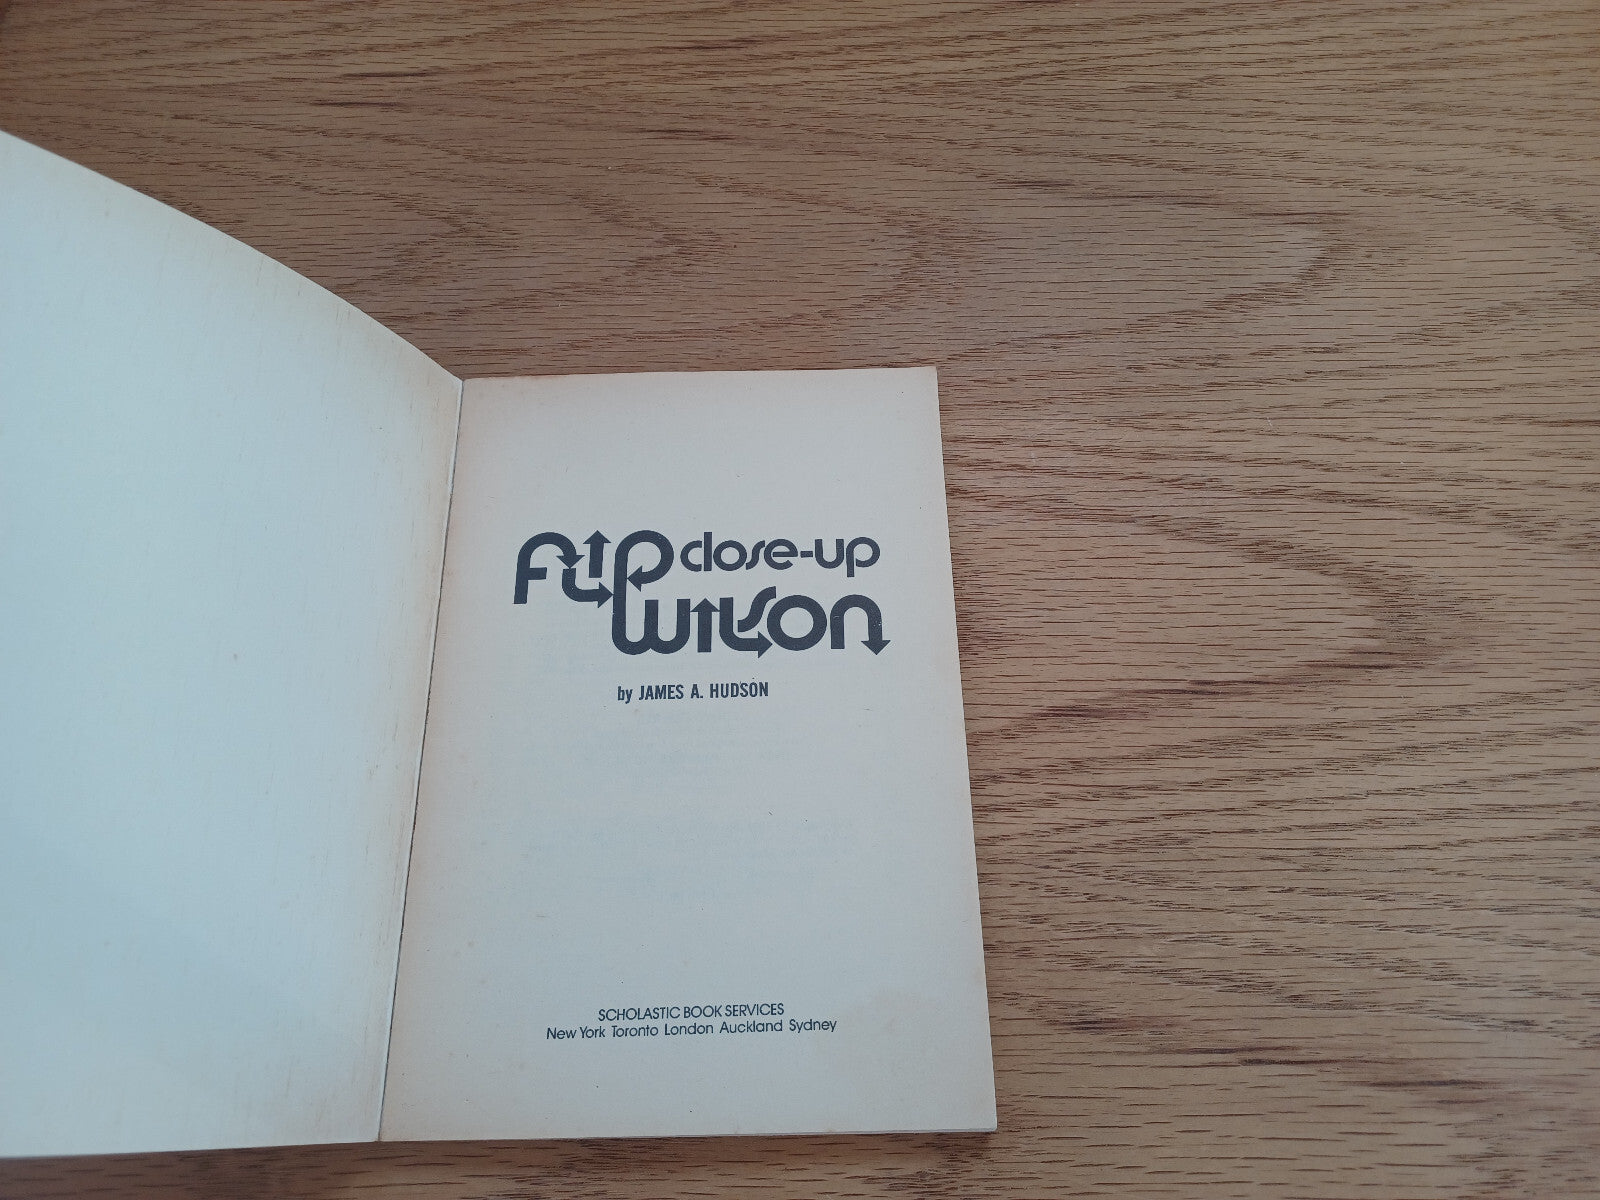 Flip close-up
Wilson
by JAMES A. HUDSON
SCHOLASTIC BOOK SERVICES
New York Toronto London Auckland Sydney